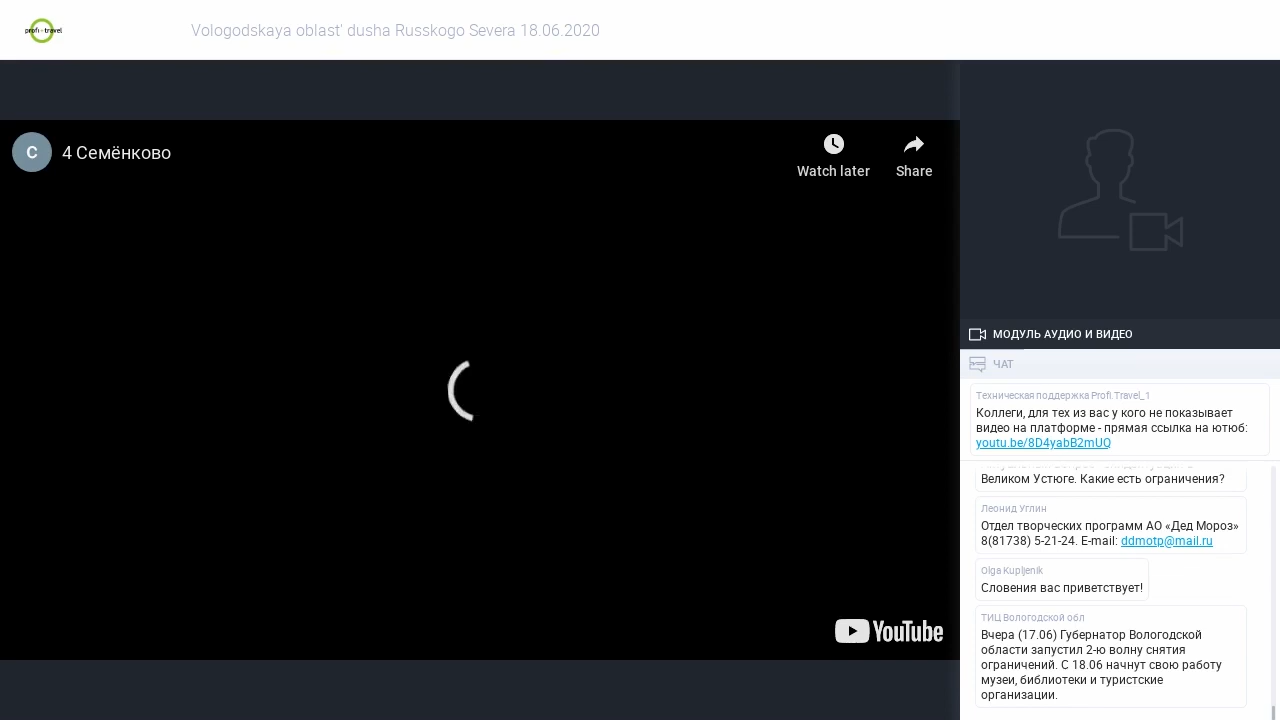 profi travel
Vologodskaya oblast' dusha Russkogo Severa 18.06.2020
C
4 Семёнково
Watch later
Share
YouTube
МОДУЛЬ АУДИО И ВИДЕО
ЧАТ
Техническая поддержка Profi.Travel_1
Коллеги, для тех из вас у кого не показывает
видео на платформе - прямая ссылка на ютюб:
youtu.be/8D4yabB2mUQ
Великом Устюге. Какие есть ограничения?
Леонид Углин
Отдел творческих программ АО «Дед Мороз»
8(81738) 5-21-24. E-mail: ddmotp@mail.ru
Olga Kupljenik
Словения вас приветствует!
ТИЦ Вологодской обл
Вчера (17.06) Губернатор Вологодской
области запустил 2-ю волну снятия
ограничений. С 18.06 начнут свою работу
музеи, библиотеки и туристские
организации.